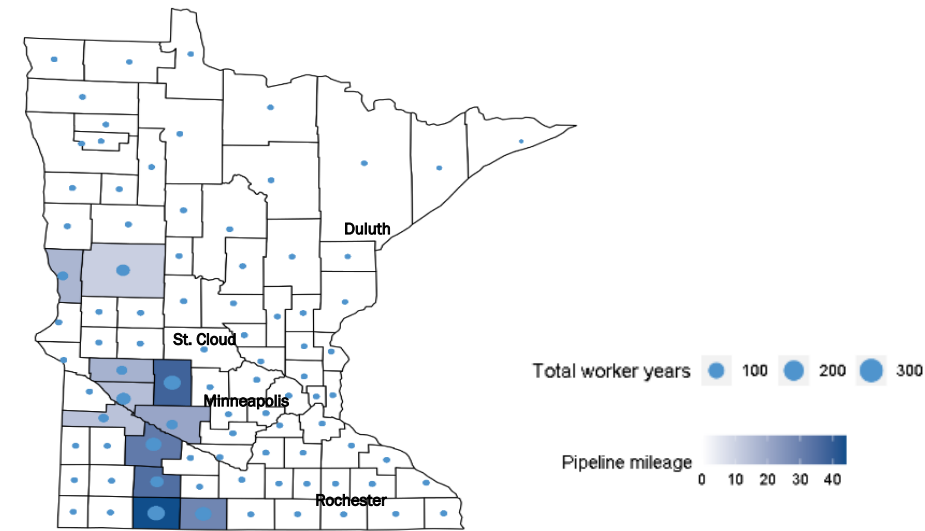 Duluth
St. Cloud
Minneapolis
Rochester
Total worker years 100 200 300
Pipeline mileage
0 10 20 30 40